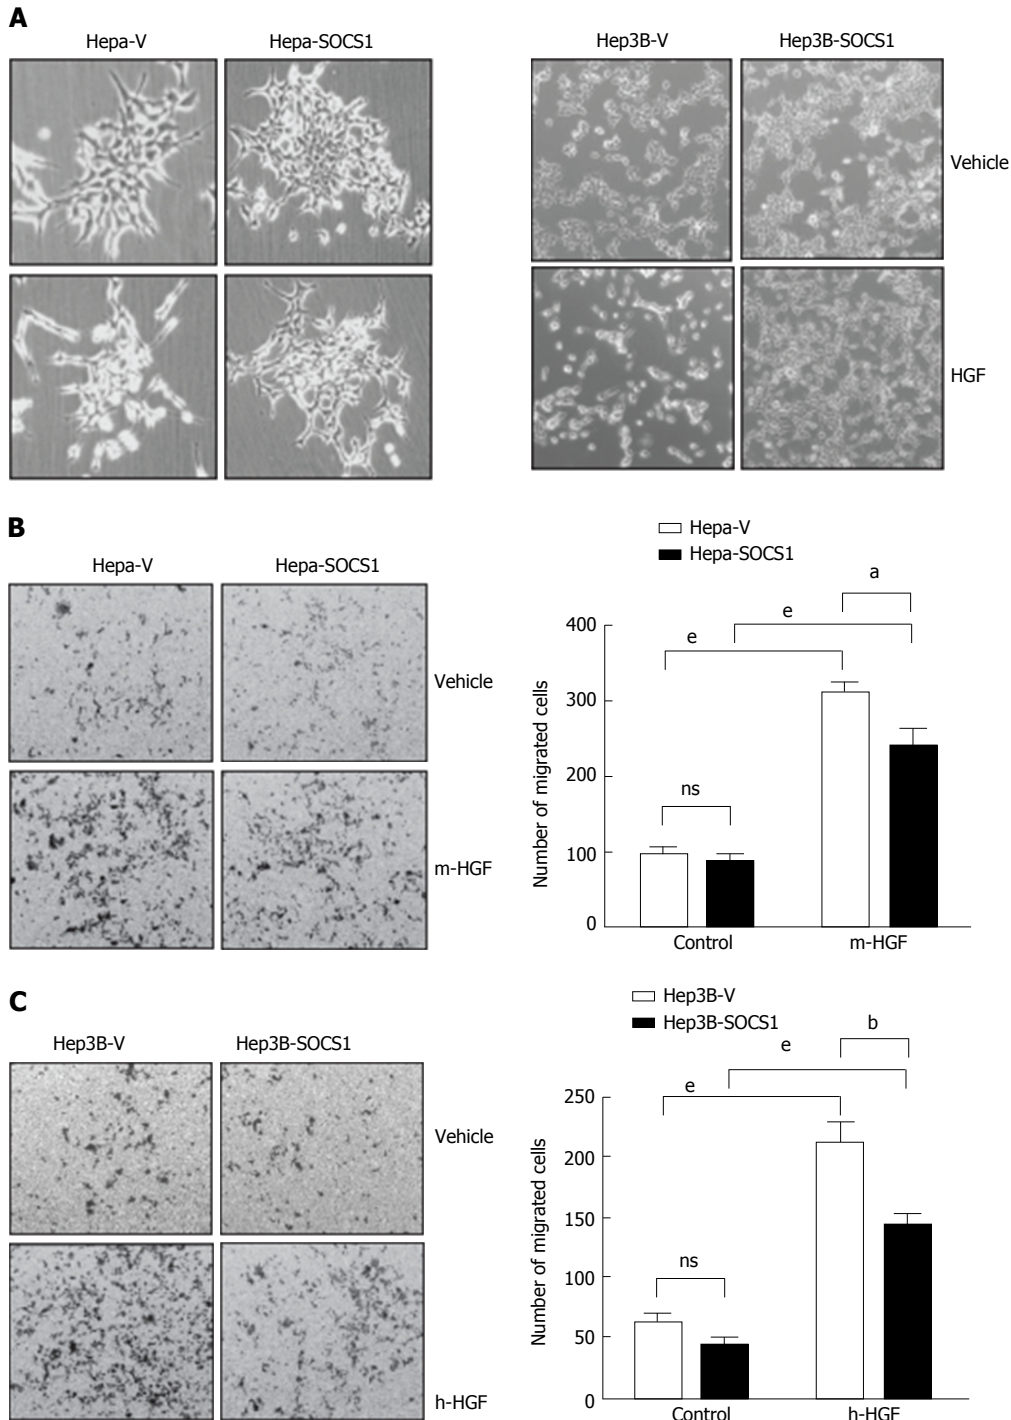 A
Hepa-V
Hepa-SOCS1
Hep3B-V
Hep3B-SOCS1
Vehicle
HGF
B
Hepa-V
Hepa-SOCS1
Vehicle
m-HGF
Hepa-V
Hepa-SOCS1
a
e
e
ns
400
300
200
100
0
Number of migrated cells
Control
m-HGF
C
Hep3B-V
Hep3B-SOCS1
Vehicle
h-HGF
Hep3B-V
Hep3B-SOCS1
b
e
e
ns
250
200
150
100
50
0
Number of migrated cells
Control
h-HGF